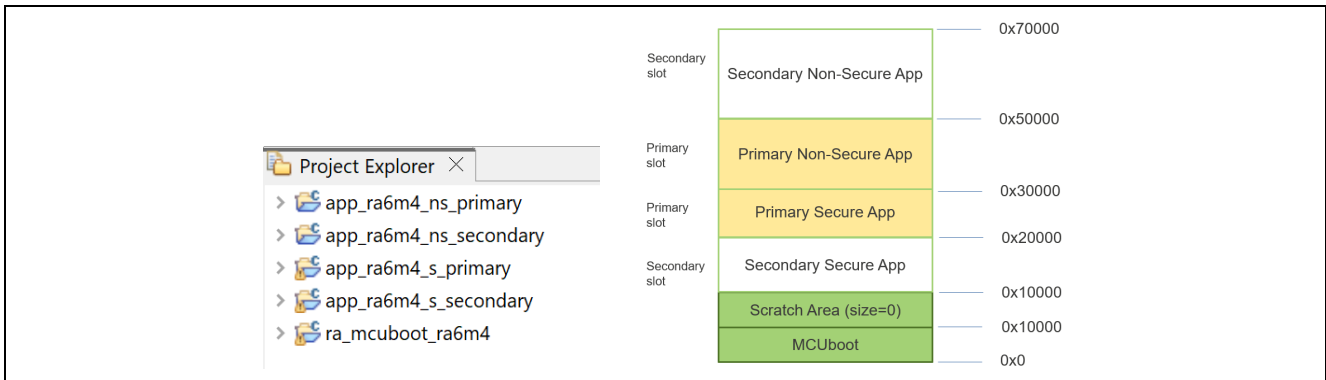 Project Explorer
app_ra6m4_ns_primary
app_ra6m4_ns_secondary
app_ra6m4_s_primary
app_ra6m4_s_secondary
ra_mcuboot_ra6m4
0x70000
Secondary
slot
Secondary Non-Secure App
0x50000
Primary
slot
Primary Non-Secure App
0x30000
Primary
slot
Primary Secure App
0x20000
Secondary
slot
Secondary Secure App
0x10000
Scratch Area (size=0)
0x10000
MCUboot
0x0